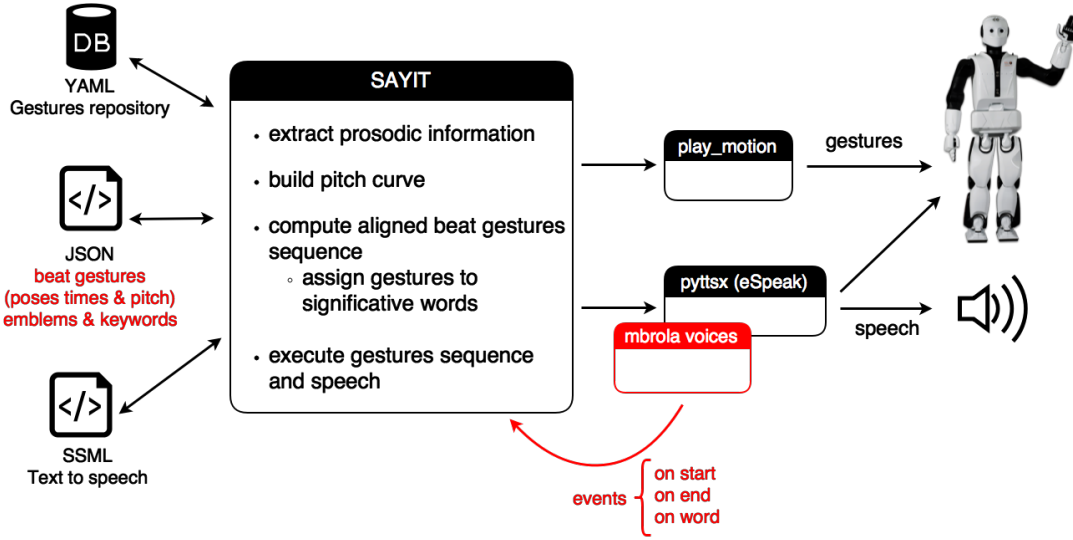 DB
YAML
Gestures repository
</>
JSON
beat gestures
(poses times & pitch)
emblems & keywords
</>
SSML
Text to speech
SAYIT
• extract prosodic information
• build pitch curve
• compute aligned beat gestures
sequence
◦ assign gestures to
significative words
• execute gestures sequence
and speech
play_motion
gestures
pyttsx (eSpeak)
speech
mbrola voices
events
on start
on end
on word